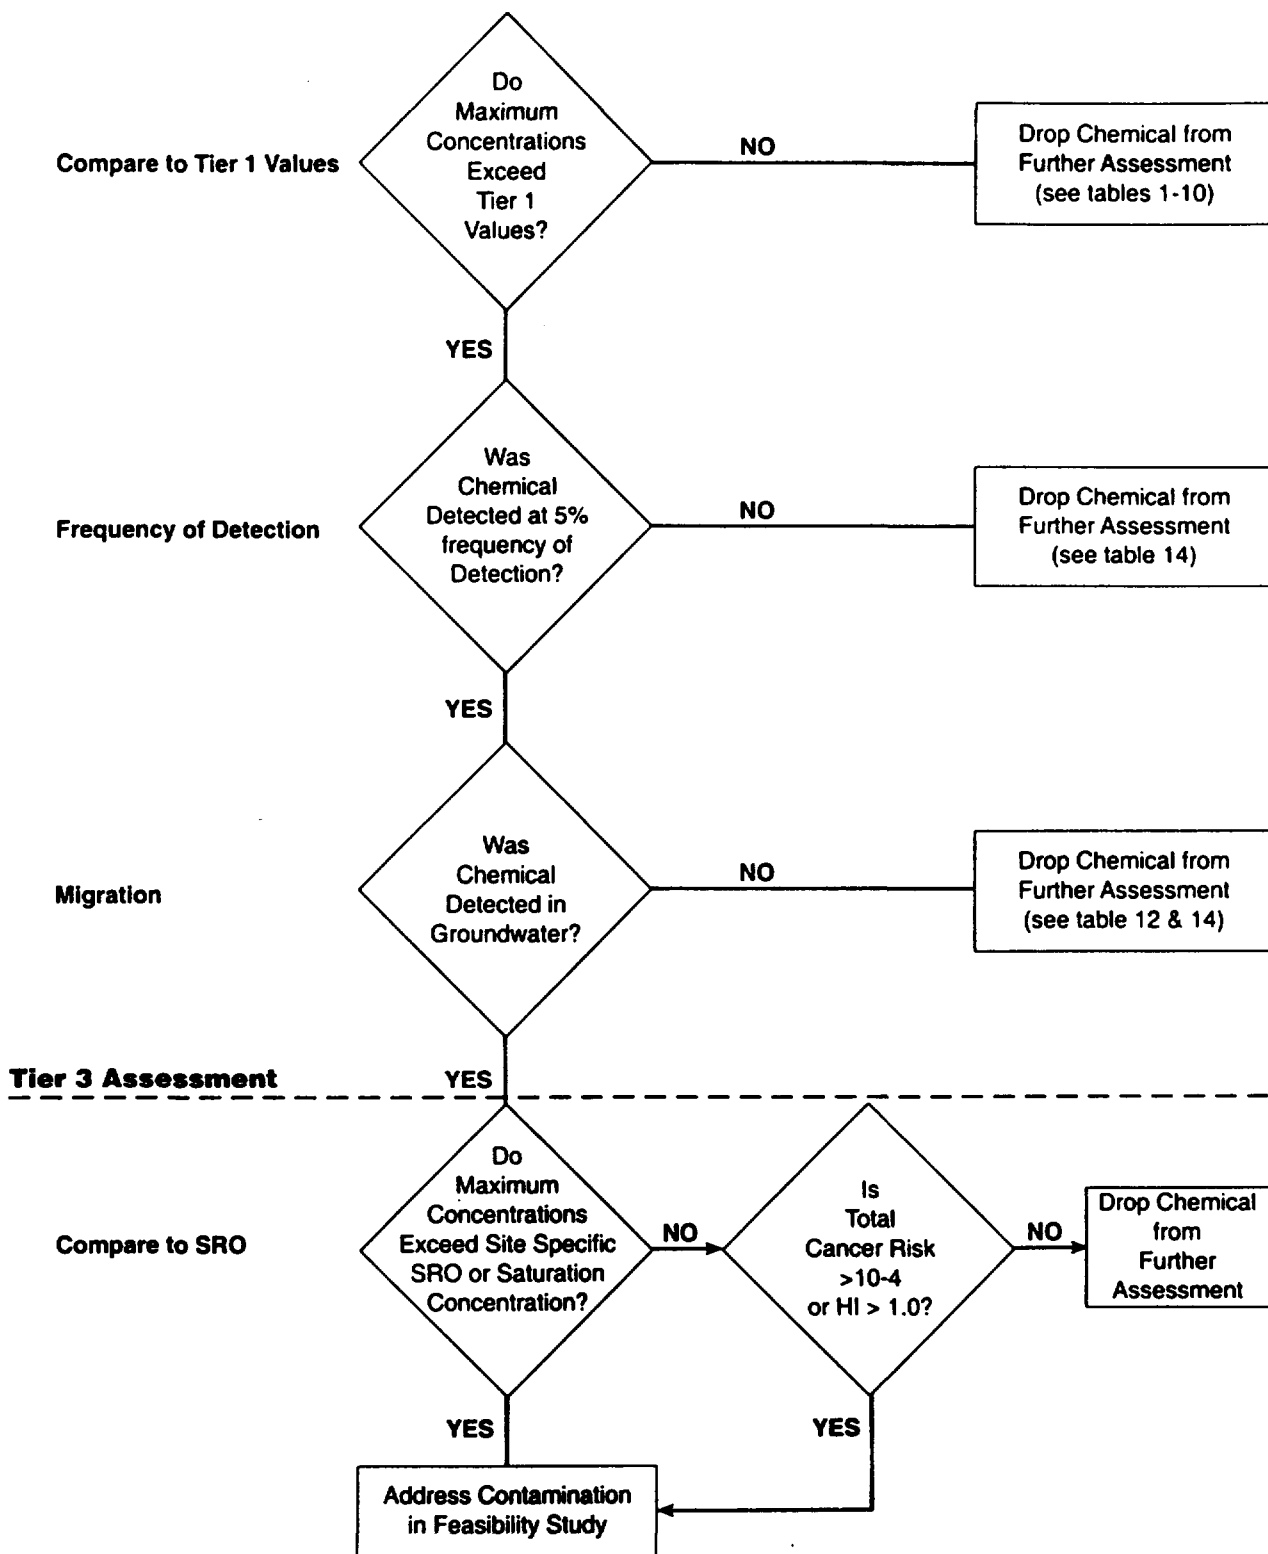 Compare to Tier 1 Values
Do
Maximum
Concentrations
Exceed
Tier 1
Values?
NO
Drop Chemical from
Further Assessment
(see tables 1-10)
YES
Frequency of Detection
Was
Chemical
Detected at 5%
frequency of
Detection?
NO
Drop Chemical from
Further Assessment
(see table 14)
YES
Migration
Was
Chemical
Detected in
Groundwater?
NO
Drop Chemical from
Further Assessment
(see table 12 & 14)
YES
Tier 3 Assessment
Compare to SRO
Do
Maximum
Concentrations
Exceed Site Specific
SRO or Saturation
Concentration?
NO
Is
Total
Cancer Risk
>10-4
or HI > 1.0?
NO
Drop Chemical
from
Further
Assessment
YES
YES
Address Contamination
in Feasibility Study